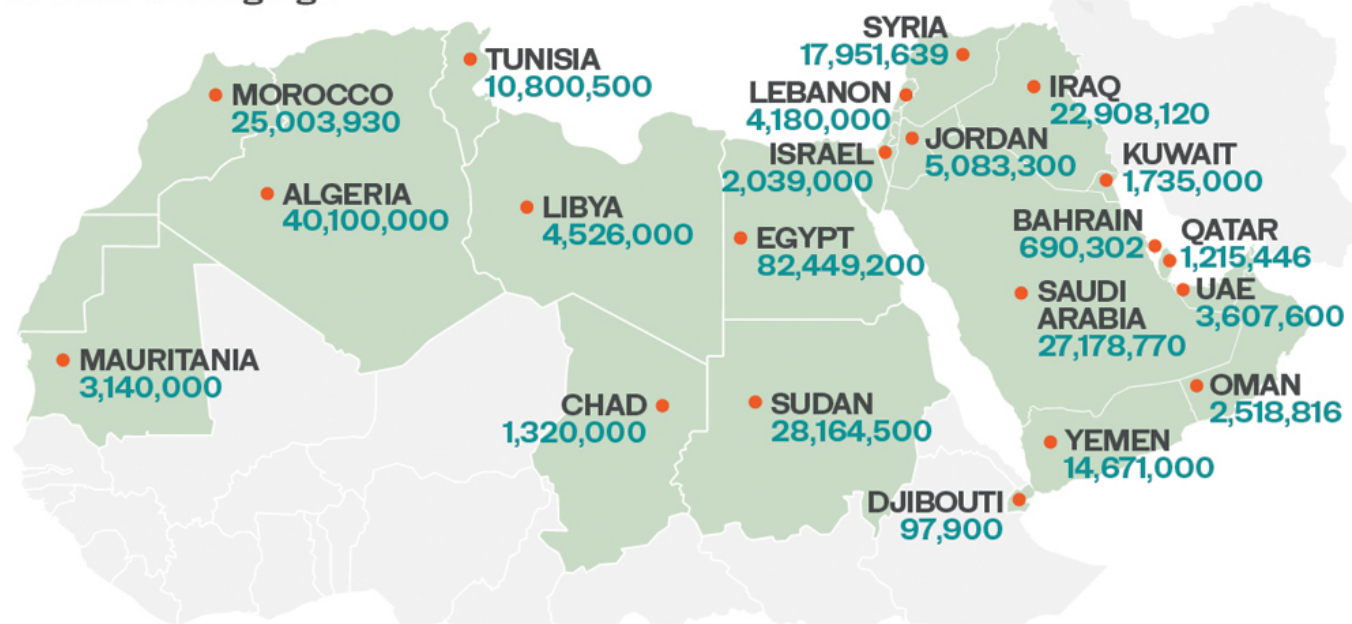 SYRIA
17,951,639
TUNISIA
10,800,500
MOROCCO
25,003,930
LEBANON
4,180,000
IRAQ
22,908,120
ISRAEL
2,039,000
JORDAN
5,083,300
KUWAIT
1,735,000
ALGERIA
40,100,000
LIBYA
4,526,000
EGYPT
82,449,200
BAHRAIN
690,302
QATAR
1,215,446
SAUDI
ARABIA
27,178,770
UAE
3,607,600
MAURITANIA
3,140,000
CHAD
1,320,000
SUDAN
28,164,500
OMAN
2,518,816
YEMEN
14,671,000
DJIBOUTI
97,900